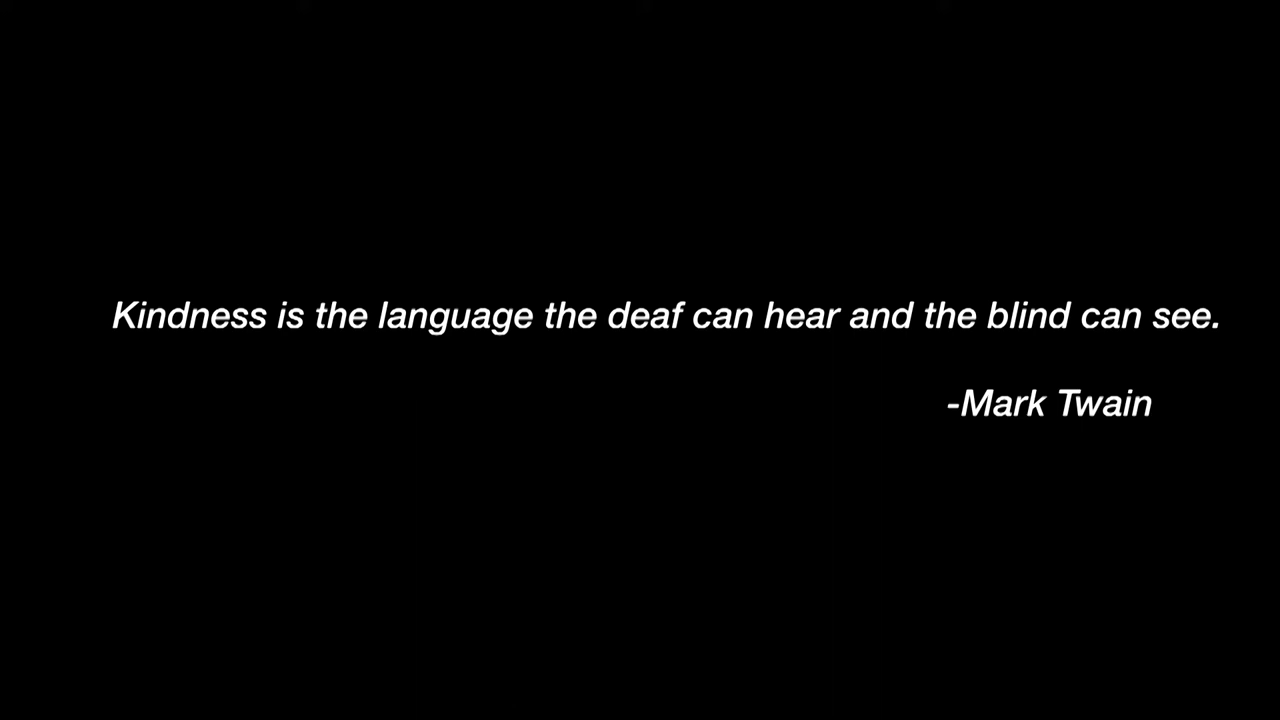 Kindness is the language the deaf can hear and the blind can see.
-Mark Twain